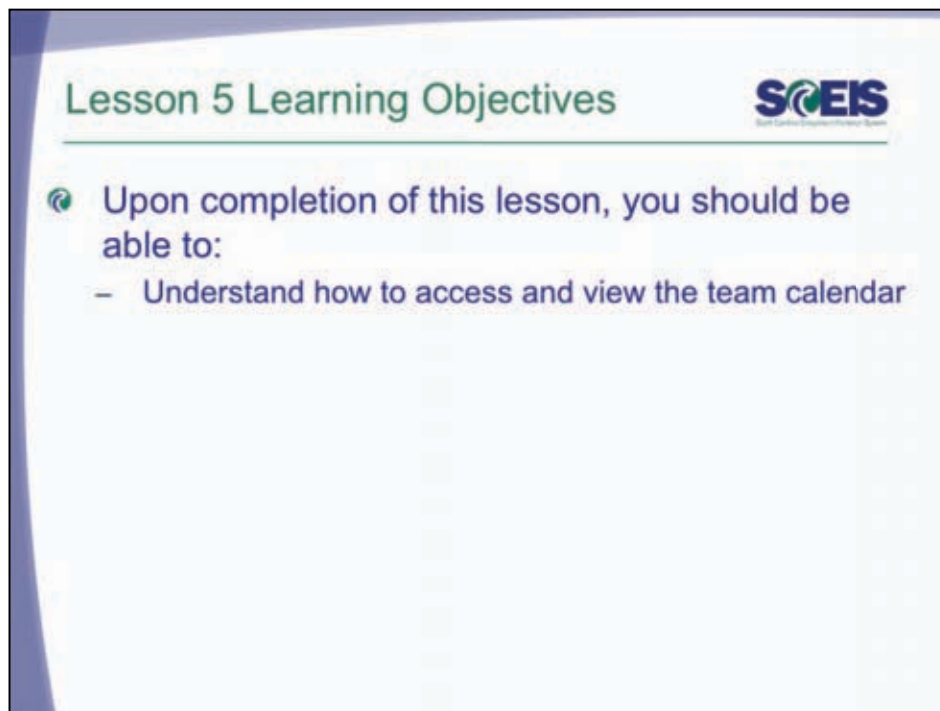 Lesson 5 Learning Objectives
SCEIS
Upon completion of this lesson, you should be
able to:
– Understand how to access and view the team calendar